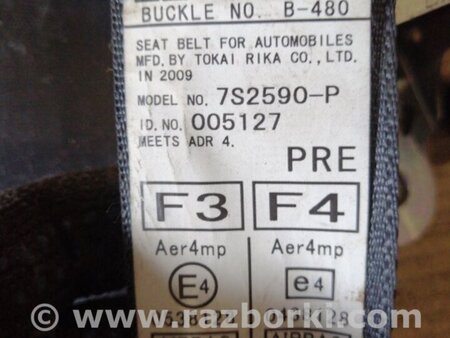 BUCKLE NO. B-480
SEAT BELT FOR AUTOMOBILES
MFD. BY TOKAI RIKA CO., LTD.
IN 2009
MODEL NO. 7S2590-P
ID. NO. 005127
MEETS ADR 4.
PRE
F3 F4
Aer4mp Aer4mp
E4 e4
© www.razborki.com